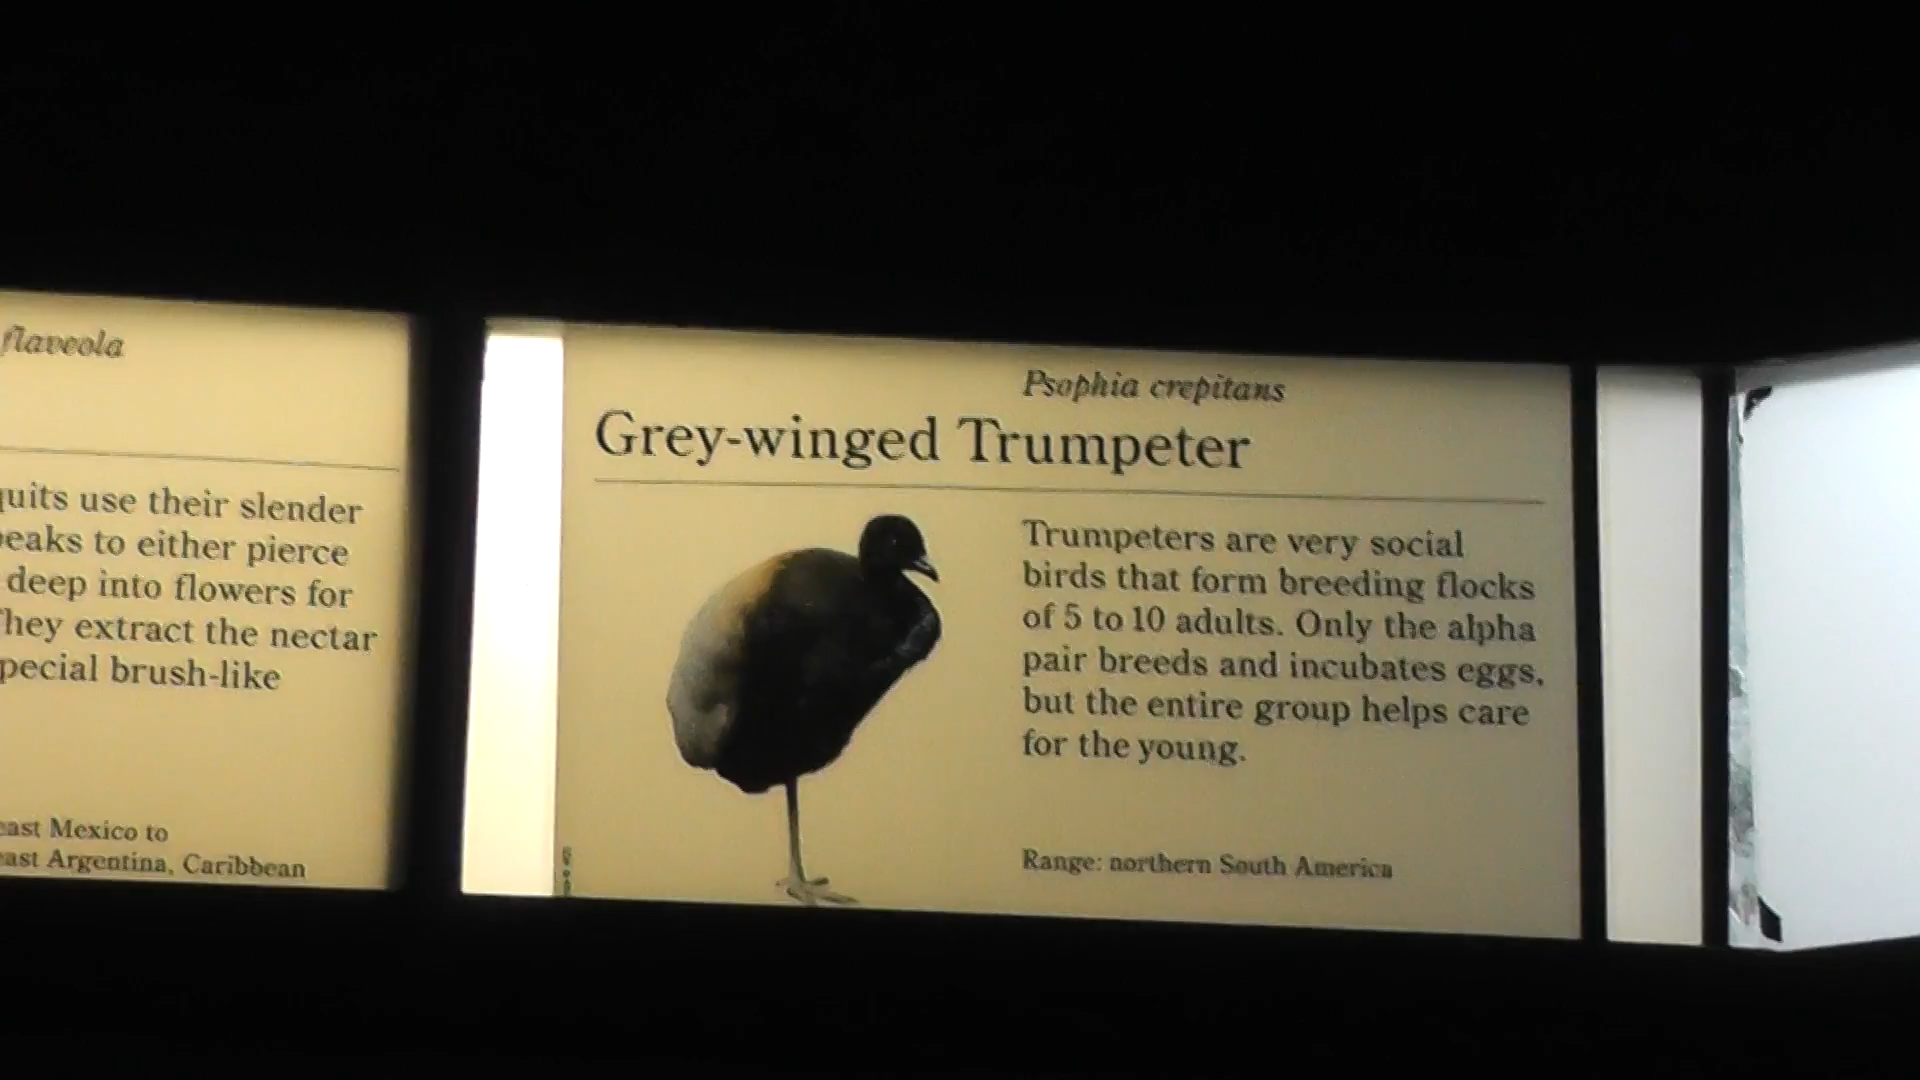 flaveola
quits use their slender
beaks to either pierce
deep into flowers for
They extract the nectar
special brush-like
east Mexico to
east Argentina, Caribbean
Psophia crepitans
Grey-winged Trumpeter
Trumpeters are very social
birds that form breeding flocks
of 5 to 10 adults. Only the alpha
pair breeds and incubates eggs,
but the entire group helps care
for the young.
Range: northern South America